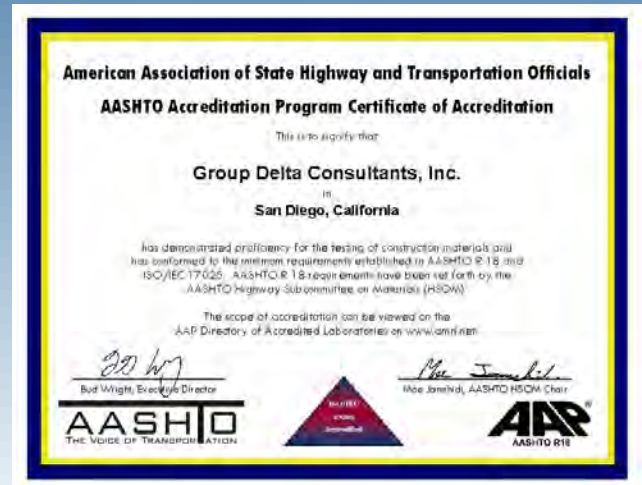 American Association of State Highway and Transportation Officials
AASHTO Accreditation Program Certificate of Accreditation
This is to signify that
Group Delta Consultants, Inc.
in
San Diego, California
has demonstrated proficiency for the testing of construction materials and
has conformed to the minimum requirements established in AASHTO R 18 and
ISO/IEC 17025. AASHTO R 18 requirements have been set forth by the
AASHTO Highway Subcommittee on Materials (HSOM)
The scope of accreditation can be viewed on the
AAP Directory of Accredited Laboratories on www.amrl.net
Bud Wright, Executive Director
Moe Jamshidi, AASHTO HSOM Chair
AASHTO
THE VOICE OF TRANSPORTATION
Accredited
AAP®
AASHTO R18